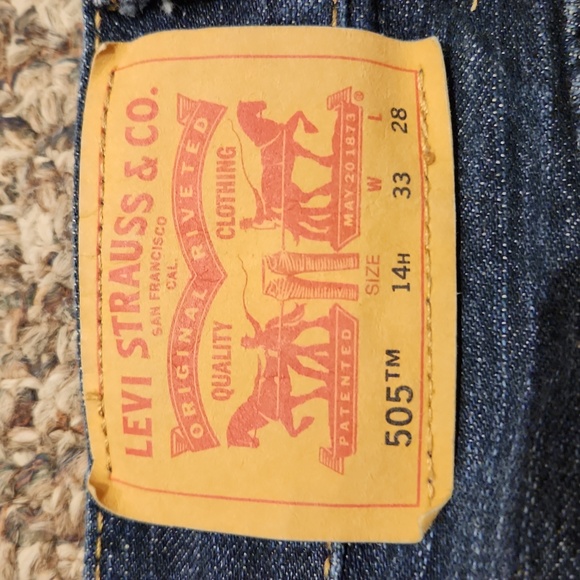 LEVI STRAUSS & CO.
SAN FRANCISCO
CAL.
ORIGINAL RIVETED
QUALITY CLOTHING
PATENTED MAY 20 1873 ®
SIZE W L
505™ 14H 33 28